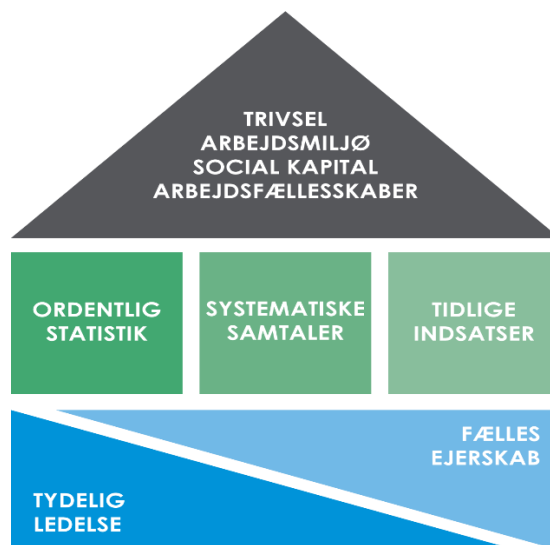 TRIVSEL
ARBEJDSMILJØ
SOCIAL KAPITAL
ARBEJDSFÆLLESSKABER
ORDENTLIG
STATISTIK
SYSTEMATISKE
SAMTALER
TIDLIGE
INDSATSER
FÆLLES
EJERSKAB
TYDELIG
LEDELSE